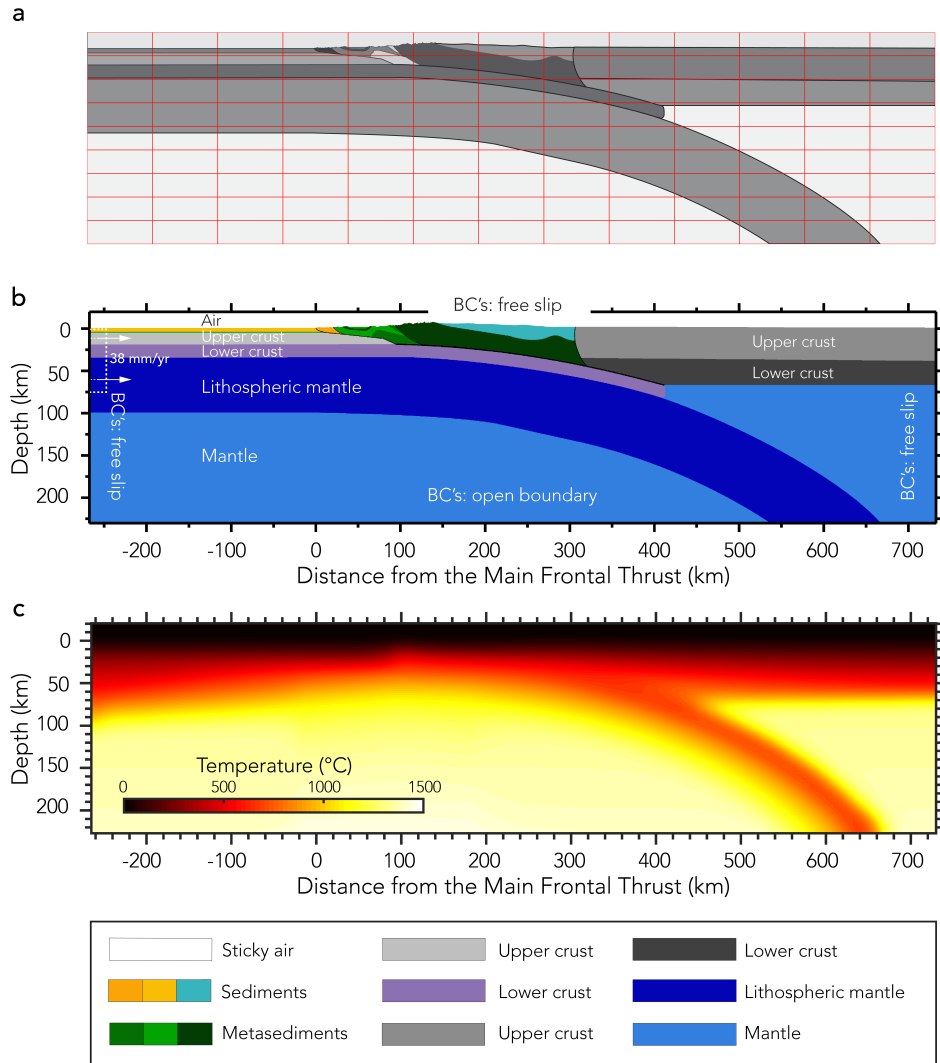 a
b
BC's: free slip
Air
Upper crust
Lower crust
38 mm/yr
Lithospheric mantle
Mantle
BC's: free slip
BC's: open boundary
BC's: free slip
Upper crust
Lower crust
0
50
100
150
200
Depth (km)
-200 -100 0 100 200 300 400 500 600 700
Distance from the Main Frontal Thrust (km)
c
0
50
100
150
200
Depth (km)
Temperature (°C)
0 500 1000 1500
-200 -100 0 100 200 300 400 500 600 700
Distance from the Main Frontal Thrust (km)
Sticky air Upper crust Lower crust
Sediments Lower crust Lithospheric mantle
Metasediments Upper crust Mantle